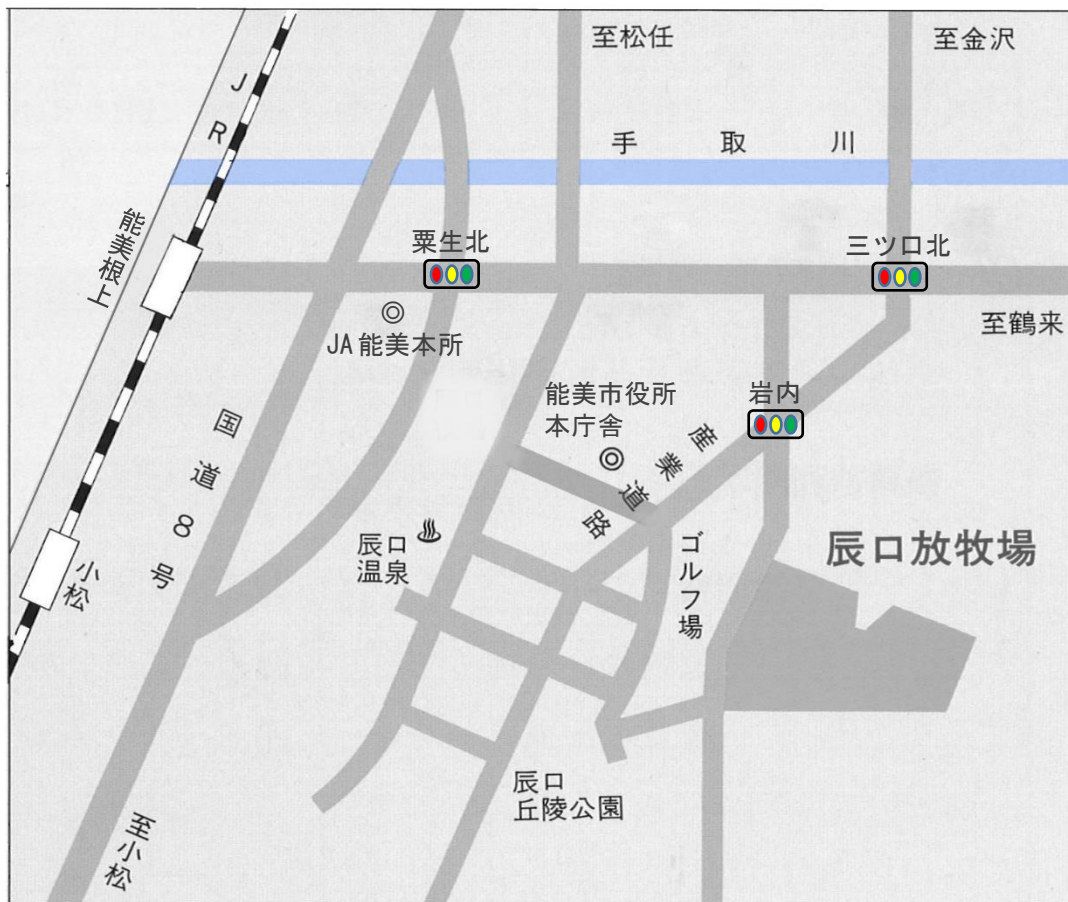 至松任
至金沢
JR
手取川
能美根上
粟生北
三ツ口北
至鶴来
JA能美本所
能美市役所
本庁舎
岩内
産業道路
国道8号
辰口
温泉
ゴルフ場
辰口放牧場
小松
辰口
丘陵公園
至小松